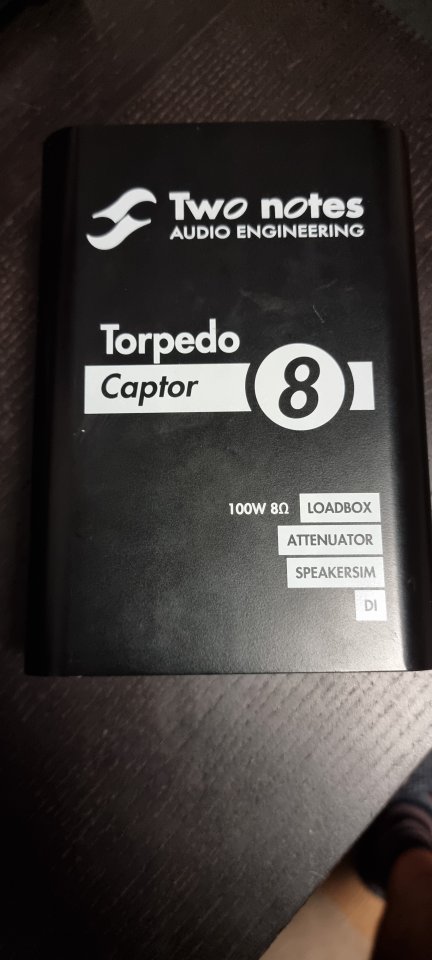 Two notes
AUDIO ENGINEERING
Torpedo
Captor 8
100W 8Ω LOADBOX
ATTENUATOR
SPEAKERSIM
DI